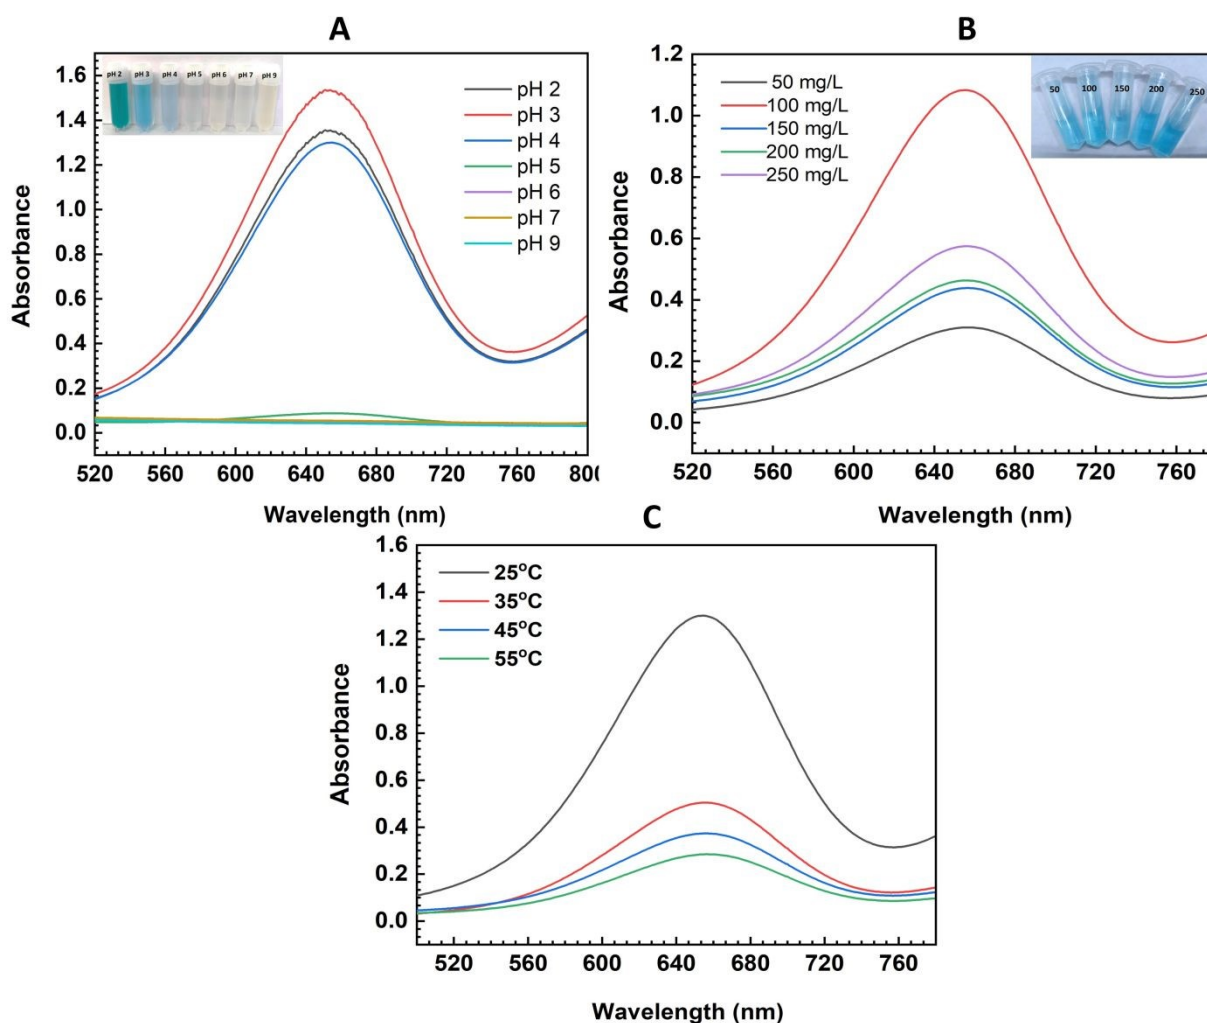 A
pH 2 pH 3 pH 4 pH 5 pH 6 pH 7 pH 9
pH 2
pH 3
pH 4
pH 5
pH 6
pH 7
pH 9
1.6
1.4
1.2
1.0
0.8
0.6
0.4
0.2
0.0
Absorbance
520 560 600 640 680 720 760 800
Wavelength (nm)
B
50 mg/L
100 mg/L
150 mg/L
200 mg/L
250 mg/L
50 100 150 200 250
1.2
1.0
0.8
0.6
0.4
0.2
0.0
Absorbance
520 560 600 640 680 720 760
Wavelength (nm)
C
25°C
35°C
45°C
55°C
1.6
1.4
1.2
1.0
0.8
0.6
0.4
0.2
0.0
Absorbance
520 560 600 640 680 720 760
Wavelength (nm)